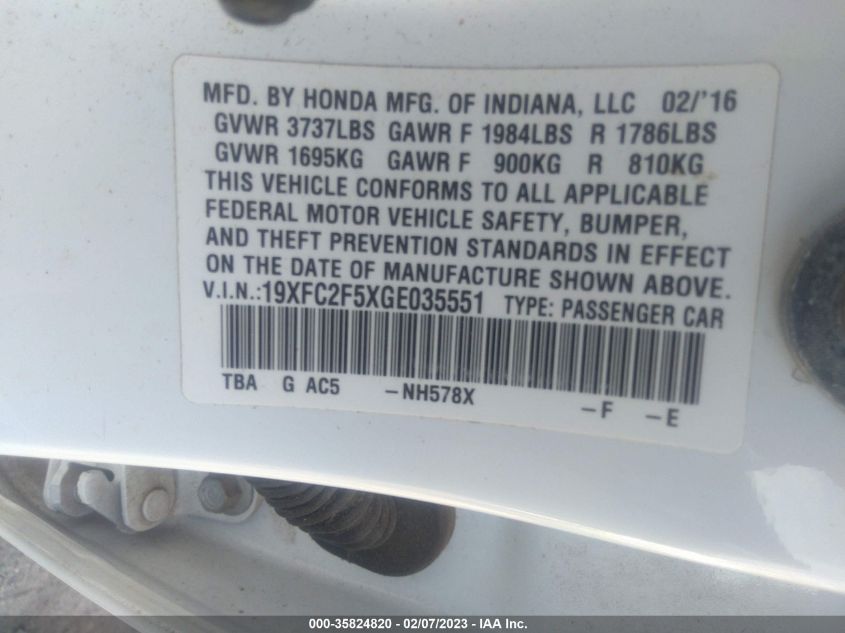 MFD. BY HONDA MFG. OF INDIANA, LLC 02/'16
GVWR 3737LBS GAWR F 1984LBS R 1786LBS
GVWR 1695KG GAWR F 900KG R 810KG
THIS VEHICLE CONFORMS TO ALL APPLICABLE
FEDERAL MOTOR VEHICLE SAFETY, BUMPER,
AND THEFT PREVENTION STANDARDS IN EFFECT
ON THE DATE OF MANUFACTURE SHOWN ABOVE.
V.I.N.:19XFC2F5XGE035551 TYPE: PASSENGER CAR
TBA G AC5 -NH578X -F -E
000-35824820 - 02/07/2023 - IAA Inc.